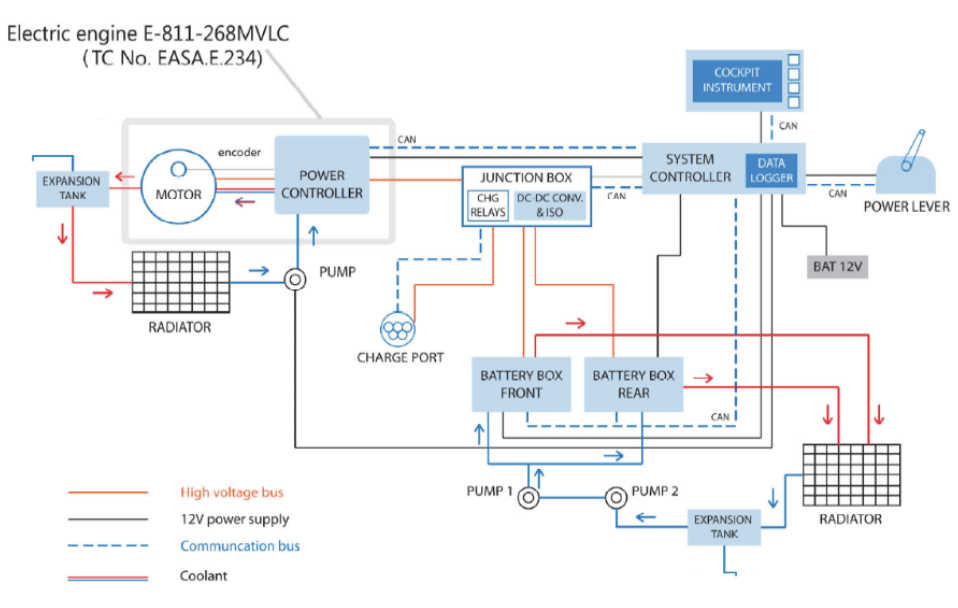 Electric engine E-811-268MVLC
(TC No. EASA.E.234)
COCKPIT
INSTRUMENT
CAN
CAN
encoder
EXPANSION
TANK
MOTOR
POWER
CONTROLLER
JUNCTION BOX
CHG
RELAYS
DC-DC CONV.
& ISO
CAN
SYSTEM
CONTROLLER
DATA
LOGGER
CAN
POWER LEVER
BAT 12V
PUMP
RADIATOR
CHARGE PORT
BATTERY BOX
FRONT
BATTERY BOX
REAR
CAN
PUMP 1
PUMP 2
EXPANSION
TANK
RADIATOR
High voltage bus
12V power supply
Communcation bus
Coolant